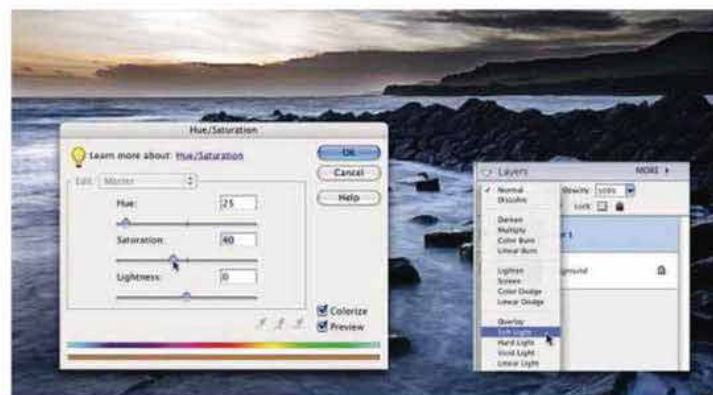 Hue/Saturation
Learn more about: Hue/Saturation
OK
Cancel
Help
Edit: Master
Hue: 25
Saturation: 40
Lightness: 0
Colorize
Preview
Layers
MORE
Normal
Opacity: 100%
Dissolve
Lock:
Darken
Multiply
Color Burn
Linear Burn
Lighten
Screen
Color Dodge
Linear Dodge
Overlay
Soft Light
Hard Light
Vivid Light
Linear Light